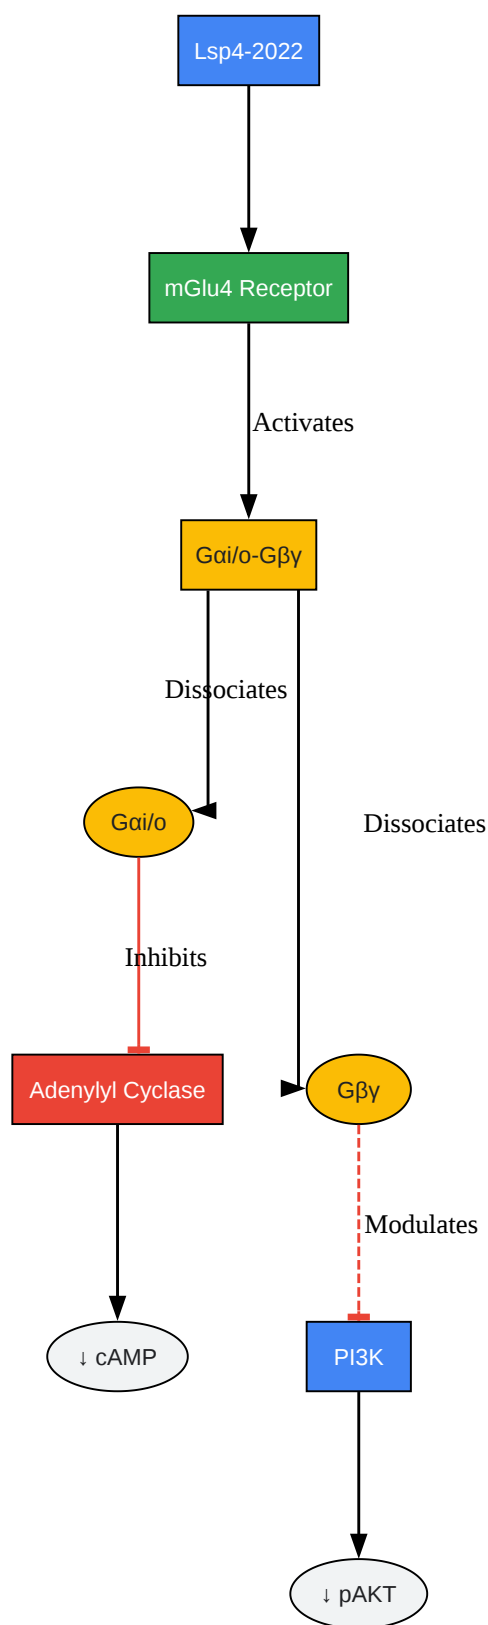 Lsp4-2022
mGlu4 Receptor
Activates
Gαi/o-Gβγ
Dissociates
Gαi/o
Dissociates
Inhibits
Adenylyl Cyclase
Gβγ
Modulates
↓ cAMP
PI3K
↓ pAKT